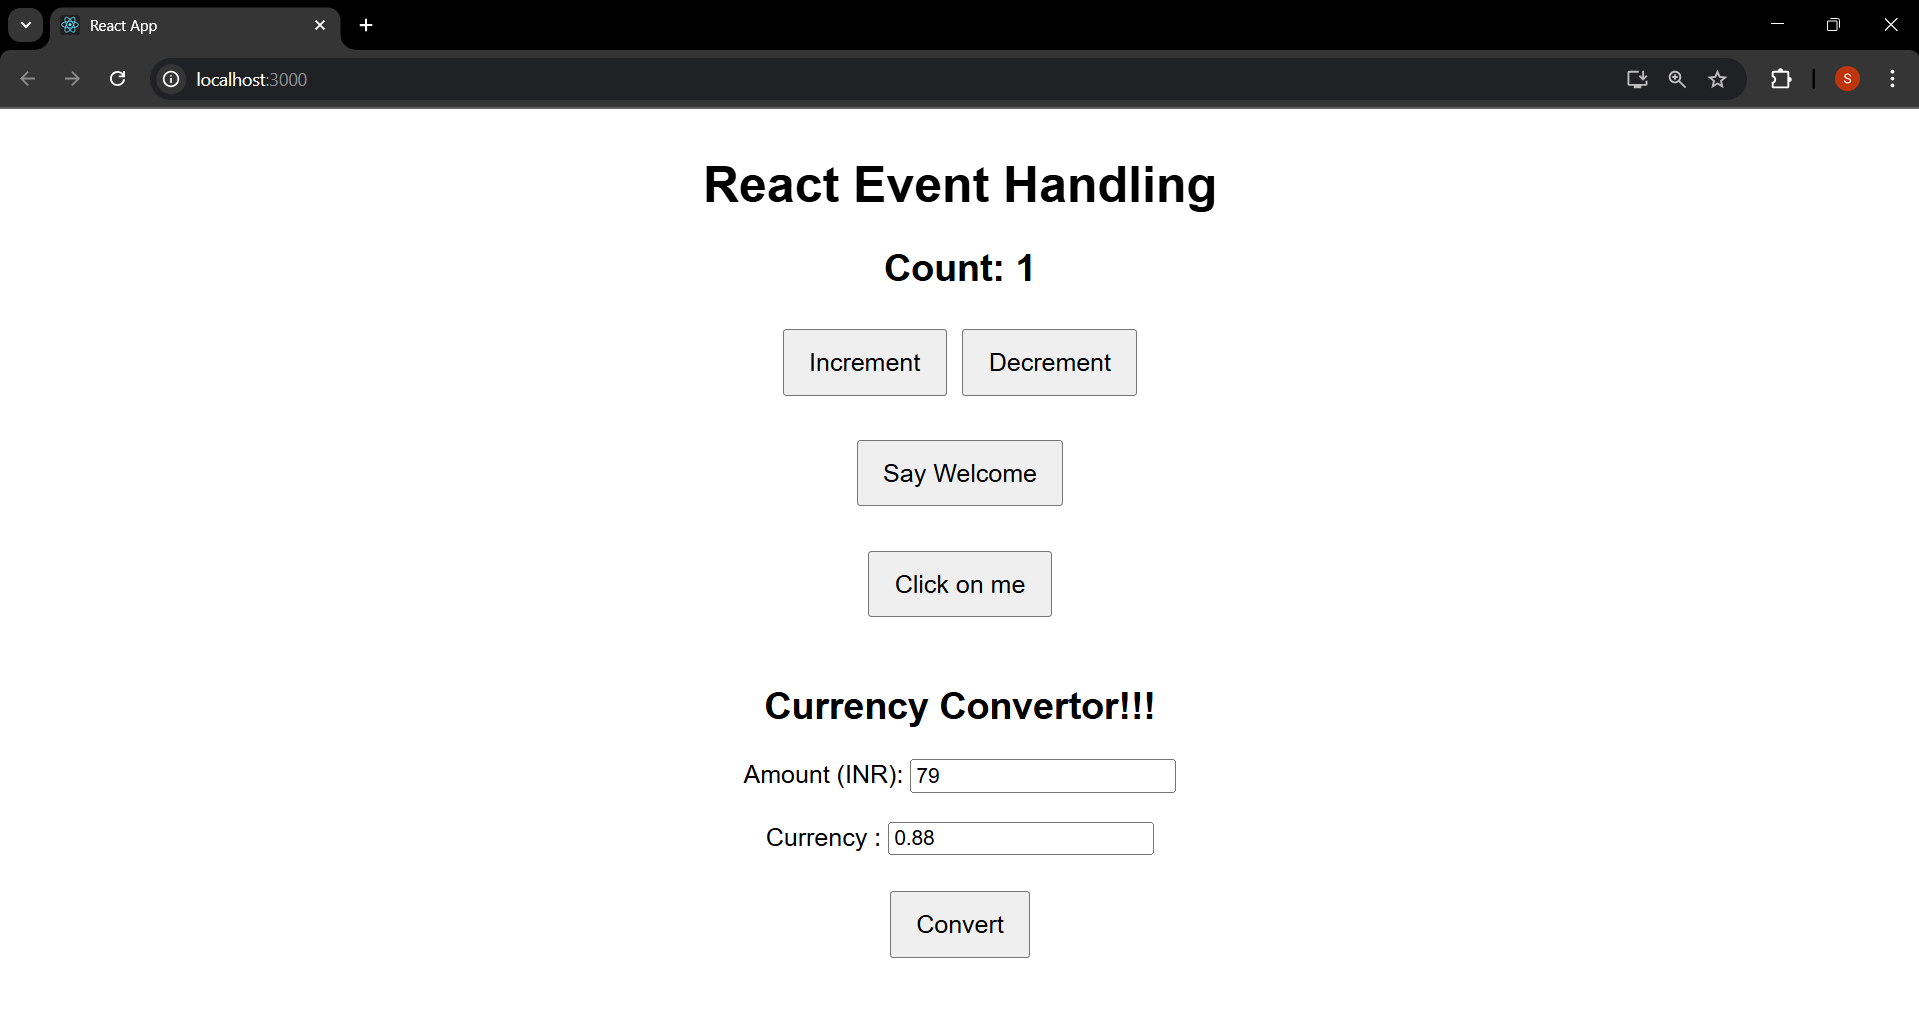 React App
localhost:3000
S
React Event Handling
Count: 1
Increment Decrement
Say Welcome
Click on me
Currency Convertor!!!
Amount (INR): 79
Currency : 0.88
Convert